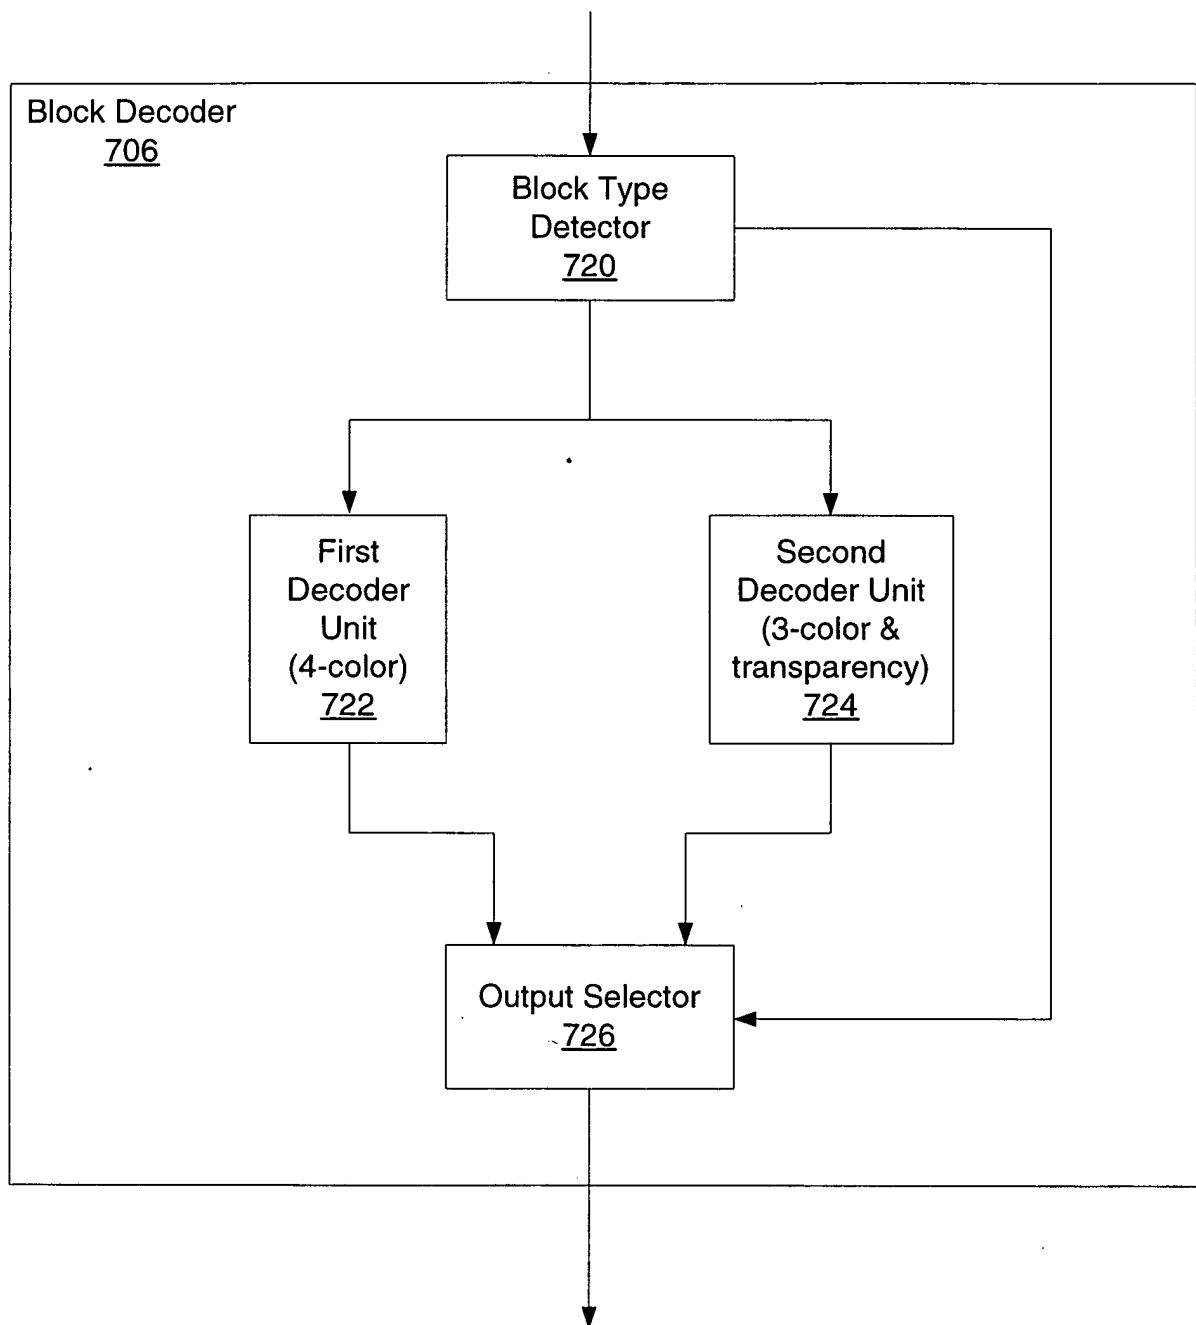 Block Decoder
706
Block Type
Detector
720
First
Decoder
Unit
(4-color)
722
Second
Decoder Unit
(3-color &
transparency)
724
Output Selector
726